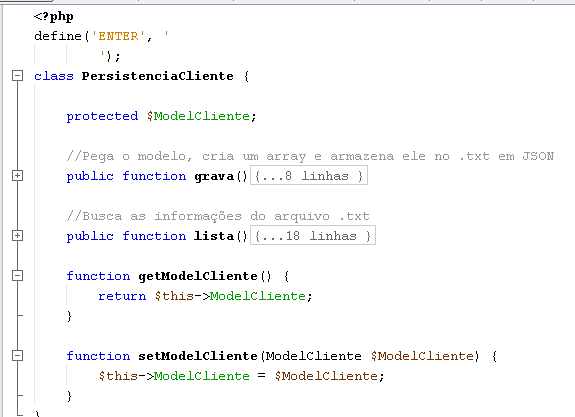 <?php
define('ENTER', '
        ');
class PersistenciaCliente {
    protected $ModelCliente;
    //Pega o modelo, cria um array e armazena ele no .txt em JSON
    public function grava(){...8 linhas }
    //Busca as informações do arquivo .txt
    public function lista(){...18 linhas }
    function getModelCliente() {
        return $this->ModelCliente;
    }
    function setModelCliente(ModelCliente $ModelCliente) {
        $this->ModelCliente = $ModelCliente;
    }
}